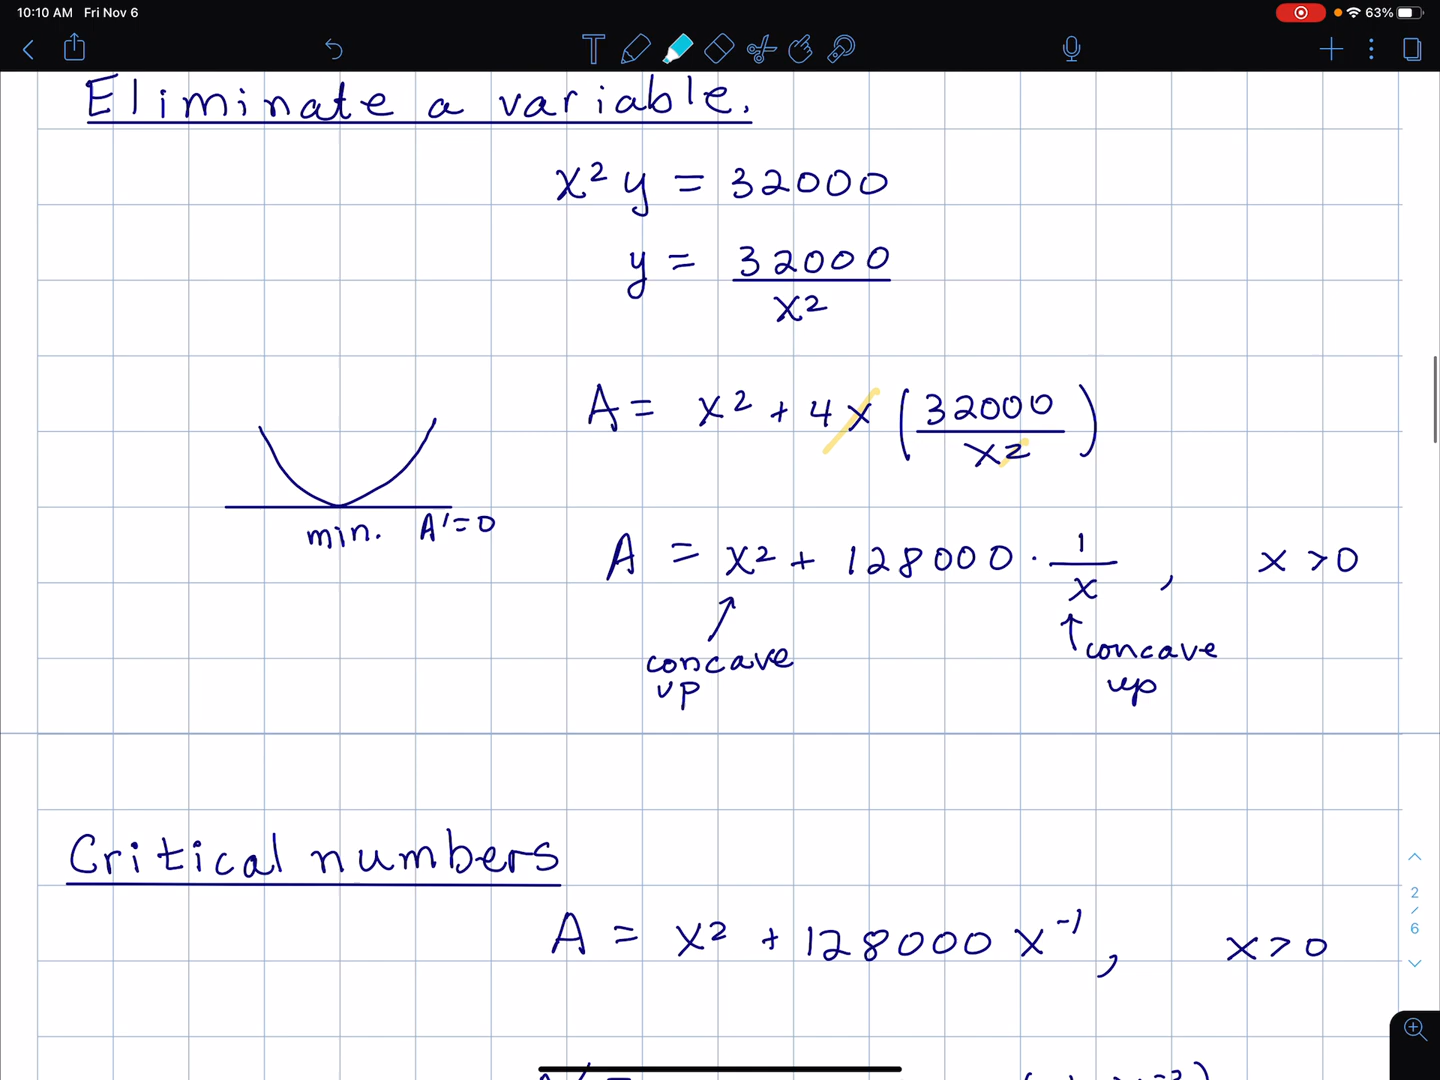 10:10 AM Fri Nov 6
63%
Eliminate a variable.
x² y = 32000
y = 32000 / x²
A = x² + 4x (32000 / x²)
min. A' = 0
A = x² + 128000 · 1/x , x > 0
concave up
concave up
Critical numbers
A = x² + 128000 x⁻¹, x > 0
2 / 6